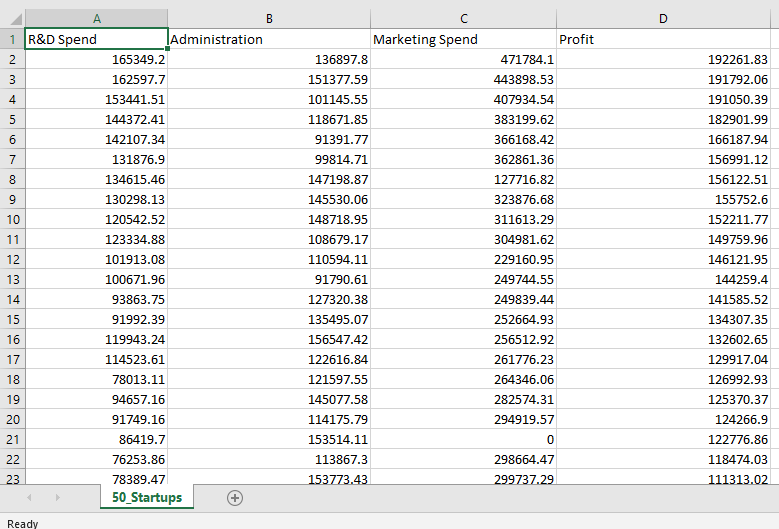 A B C D
1 R&D Spend Administration Marketing Spend Profit
2 165349.2 136897.8 471784.1 192261.83
3 162597.7 151377.59 443898.53 191792.06
4 153441.51 101145.55 407934.54 191050.39
5 144372.41 118671.85 383199.62 182901.99
6 142107.34 91391.77 366168.42 166187.94
7 131876.9 99814.71 362861.36 156991.12
8 134615.46 147198.87 127716.82 156122.51
9 130298.13 145530.06 323876.68 155752.6
10 120542.52 148718.95 311613.29 152211.77
11 123334.88 108679.17 304981.62 149759.96
12 101913.08 110594.11 229160.95 146121.95
13 100671.96 91790.61 249744.55 144259.4
14 93863.75 127320.38 249839.44 141585.52
15 91992.39 135495.07 252664.93 134307.35
16 119943.24 156547.42 256512.92 132602.65
17 114523.61 122616.84 261776.23 129917.04
18 78013.11 121597.55 264346.06 126992.93
19 94657.16 145077.58 282574.31 125370.37
20 91749.16 114175.79 294919.57 124266.9
21 86419.7 153514.11 0 122776.86
22 76253.86 113867.3 298664.47 118474.03
23 78389.47 153773.43 299737.29 111313.02
50_Startups
Ready